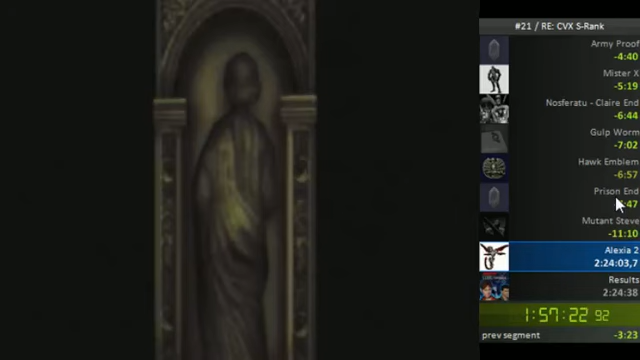 #21 / RE: CVX S-Rank
Army Proof
-4:40
Mister X
-5:19
Nosferatu - Claire End
-6:44
Gulp Worm
-7:02
Hawk Emblem
-6:57
Prison End
:47
Mutant Steve
-11:10
Alexia 2
2:24:03,7
Results
2:24:38
1:57:22 92
prev segment -3:23